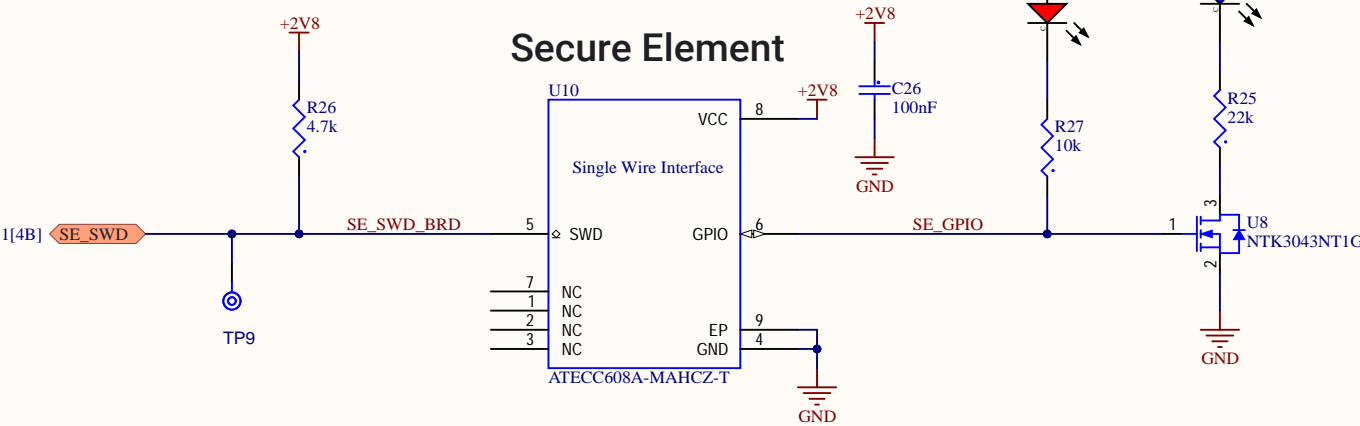 Secure Element
+2V8
R26
4.7k
1[4B]
SE_SWD
SE_SWD_BRD
TP9
U10
VCC
8
+2V8
Single Wire Interface
5
SWD
GPIO
6
7
NC
1
NC
2
NC
3
NC
EP
9
GND
4
ATECC608A-MAHCZ-T
GND
+2V8
C26
100nF
GND
SE_GPIO
C
R27
10k
C
R25
22k
3
1
2
U8
NTK3043NT1G
GND